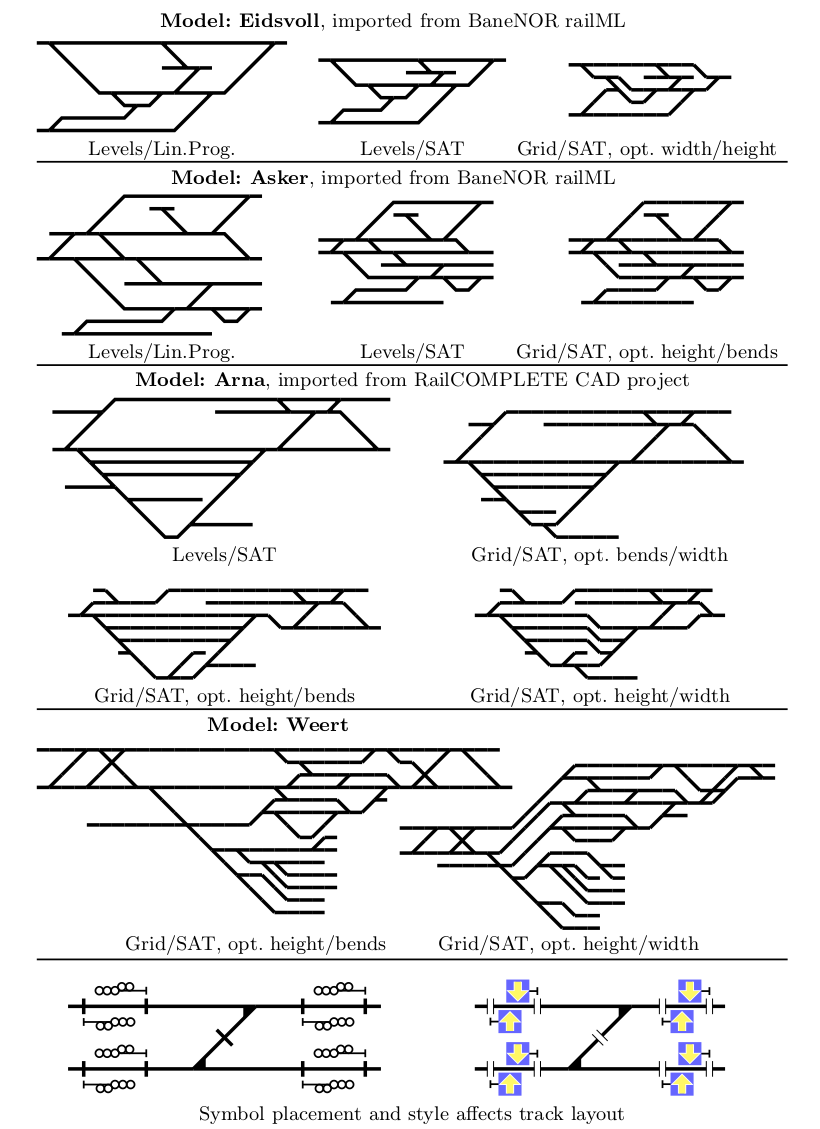 Model: Eidsvoll, imported from BaneNOR railML
Levels/Lin.Prog.
Levels/SAT
Grid/SAT, opt. width/height
Model: Asker, imported from BaneNOR railML
Levels/Lin.Prog.
Levels/SAT
Grid/SAT, opt. height/bends
Model: Arna, imported from RailCOMPLETE CAD project
Levels/SAT
Grid/SAT, opt. bends/width
Grid/SAT, opt. height/bends
Grid/SAT, opt. height/width
Model: Weert
Grid/SAT, opt. height/bends
Grid/SAT, opt. height/width
Symbol placement and style affects track layout